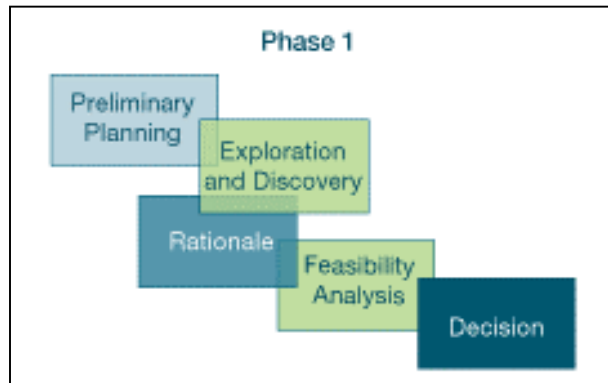 Phase 1
Preliminary
Planning
Exploration
and Discovery
Rationale
Feasibility
Analysis
Decision